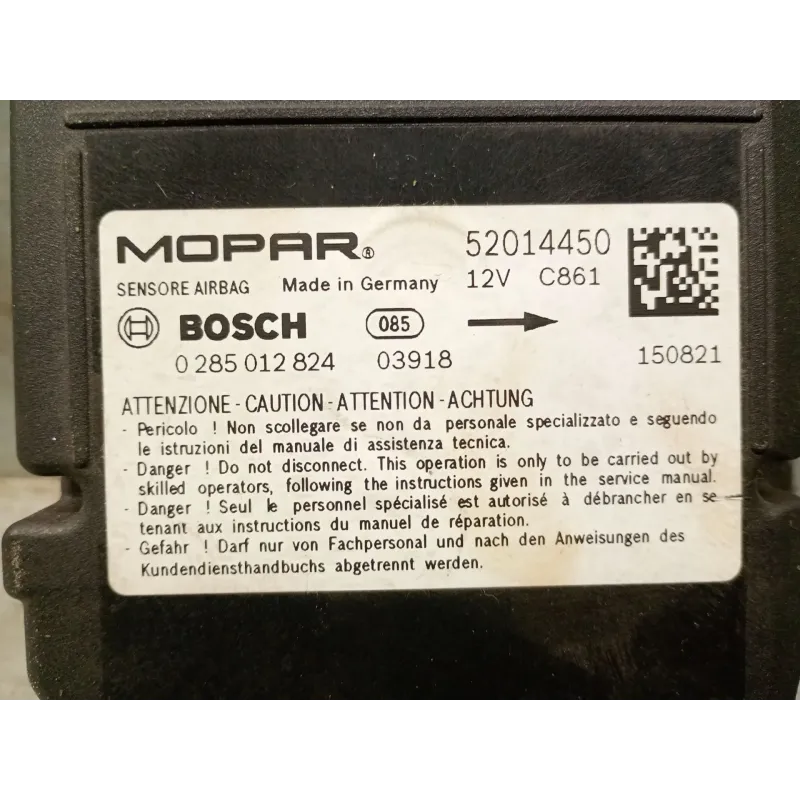 MOPAR® 52014450
SENSORE AIRBAG Made in Germany 12V C861
BOSCH 085
0 285 012 824 03918 150821
ATTENZIONE - CAUTION - ATTENTION - ACHTUNG
- Pericolo ! Non scollegare se non da personale specializzato e seguendo
le istruzioni del manuale di assistenza tecnica.
- Danger ! Do not disconnect. This operation is only to be carried out by
skilled operators, following the instructions given in the service manual.
- Danger ! Seul le personnel spécialisé est autorisé à débrancher en se
tenant aux instructions du manuel de réparation.
- Gefahr ! Darf nur von Fachpersonal und nach den Anweisungen des
Kundendiensthandbuchs abgetrennt werden.